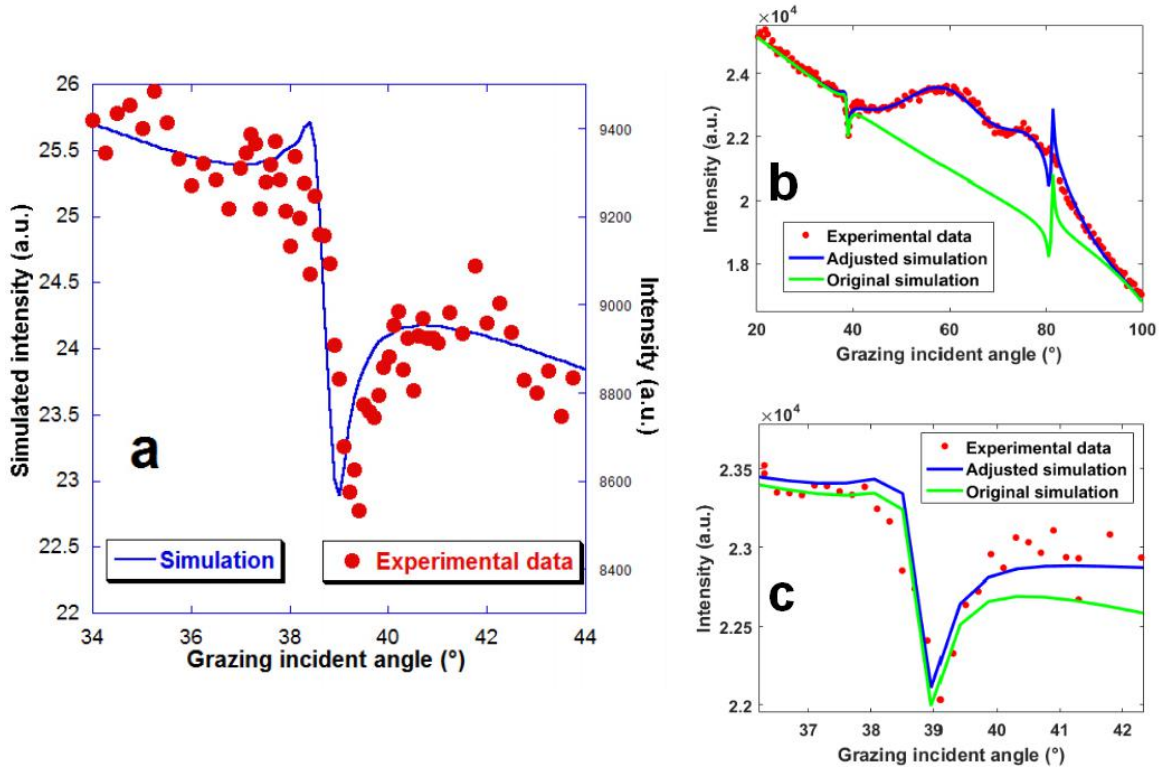 26
25.5
25
24.5
24
23.5
23
22.5
22
Simulated intensity (a.u.)
9400
9200
9000
8800
8600
8400
Intensity (a.u.)
a
Simulation
Experimental data
34 36 38 40 42 44
Grazing incident angle (°)
×10⁴
2.6
2.4
2.2
2
1.8
Intensity (a.u.)
b
Experimental data
Adjusted simulation
Original simulation
20 40 60 80 100
Grazing incident angle (°)
×10⁴
2.35
2.3
2.25
2.2
Intensity (a.u.)
Experimental data
Adjusted simulation
Original simulation
c
37 38 39 40 41 42
Grazing incident angle (°)